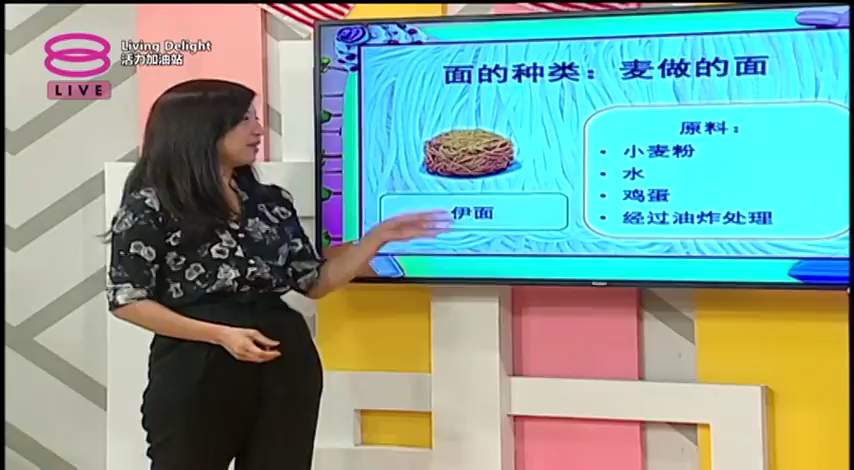 Living Delight
活力加油站
LIVE
面的种类：麦做的面
原料：
• 小麦粉
• 水
• 鸡蛋
• 经过油炸处理
伊面